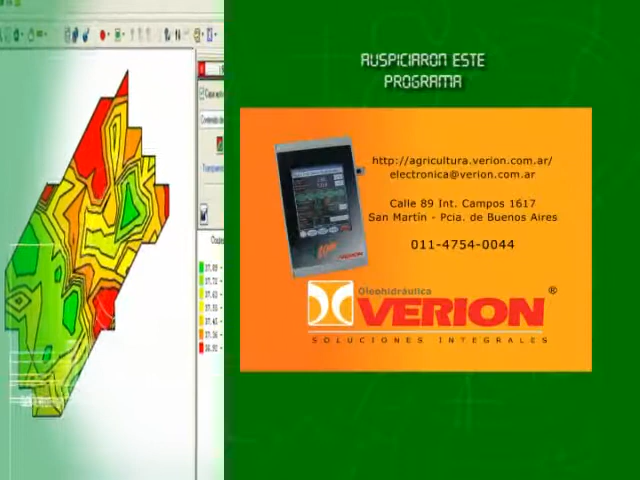 AUSPICIARON ESTE
PROGRAMA
http://agricultura.verion.com.ar/
electronica@verion.com.ar
Calle 89 Int. Campos 1617
San Martín - Pcia. de Buenos Aires
011-4754-0044
Oleohidráulica
VERION®
SOLUCIONES INTEGRALES